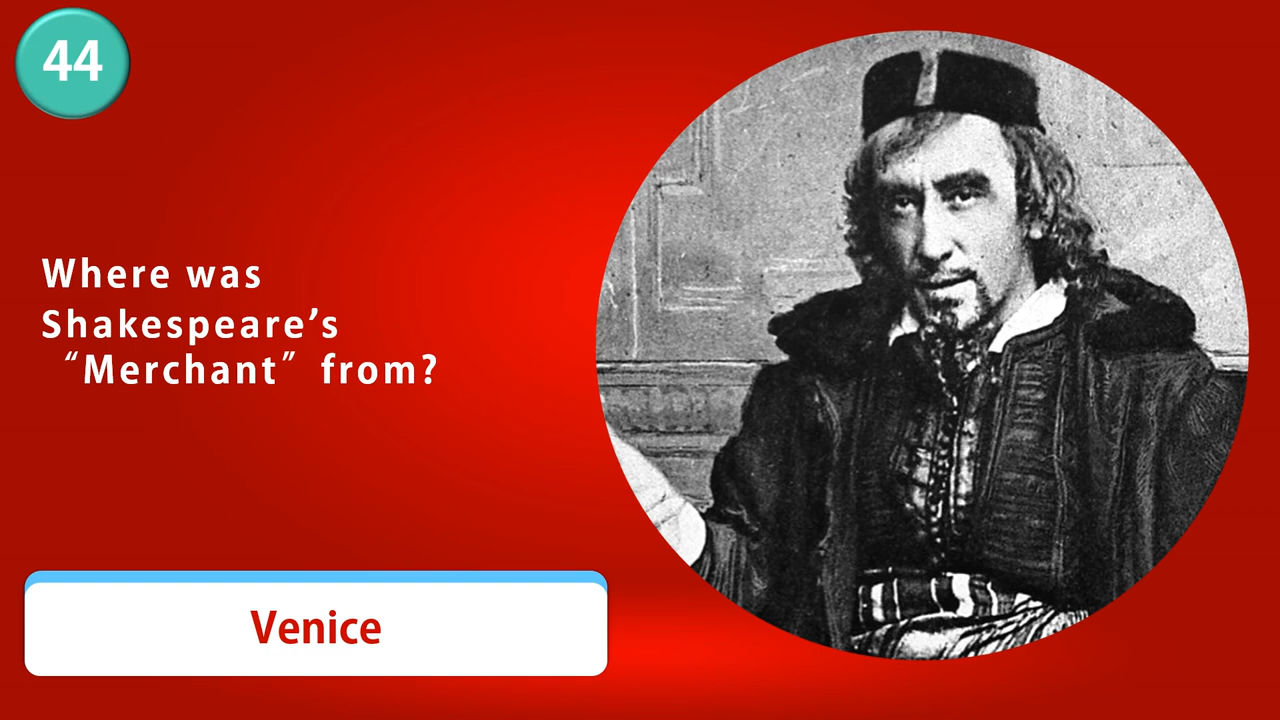 44
Where was
Shakespeare’s
“Merchant” from?
Venice